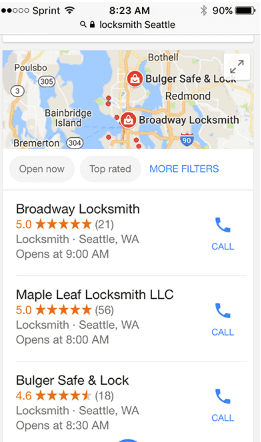 Sprint 8:23 AM 90%
locksmith Seattle
Bothell
Poulsbo
Bulger Safe & Lock
305
3
Redmond
Bainbridge
Island
Broadway Locksmith
90
Bremerton 304
Open now Top rated MORE FILTERS
Broadway Locksmith
5.0 (21)
Locksmith · Seattle, WA
Opens at 9:00 AM
CALL
Maple Leaf Locksmith LLC
5.0 (56)
Locksmith · Seattle, WA
Opens at 8:00 AM
CALL
Bulger Safe & Lock
4.6 (18)
Locksmith · Seattle, WA
Opens at 8:30 AM
CALL